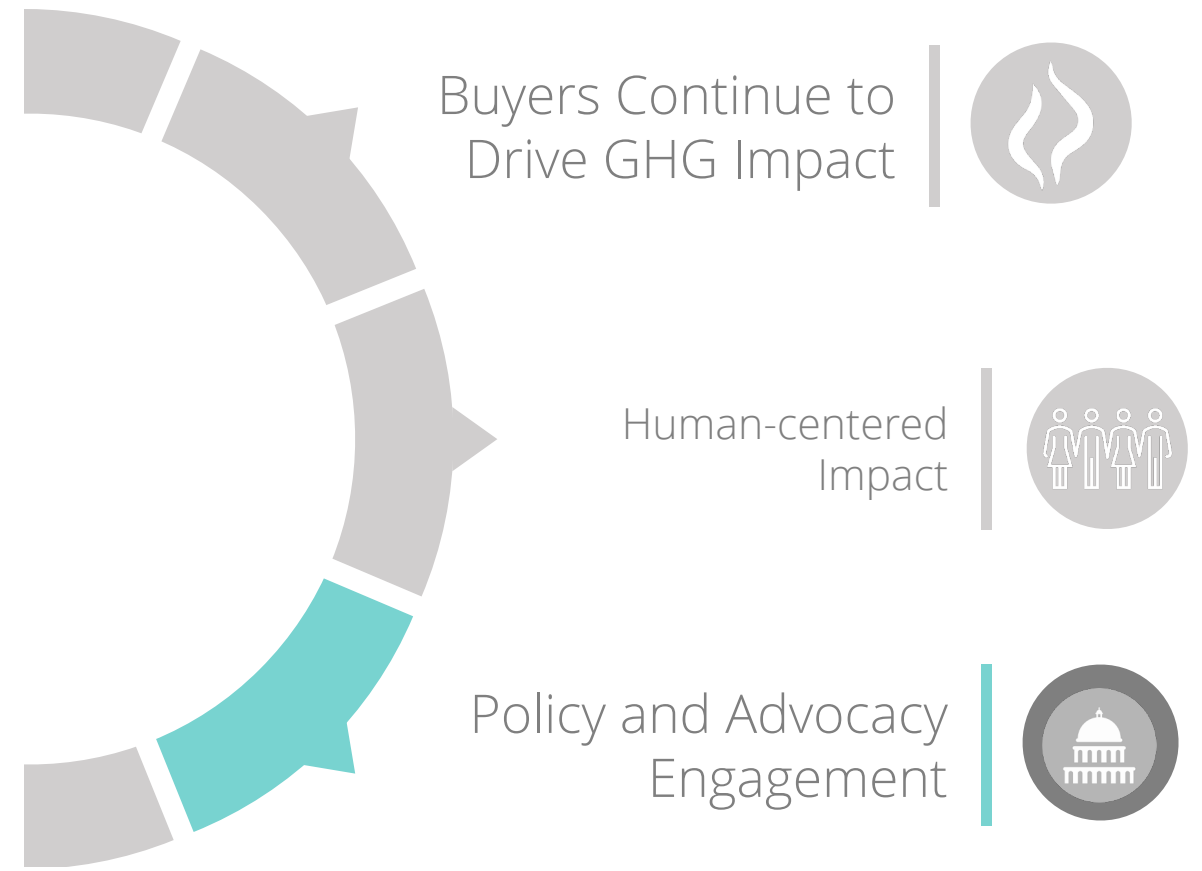 Buyers Continue to
Drive GHG Impact
Human-centered
Impact
Policy and Advocacy
Engagement